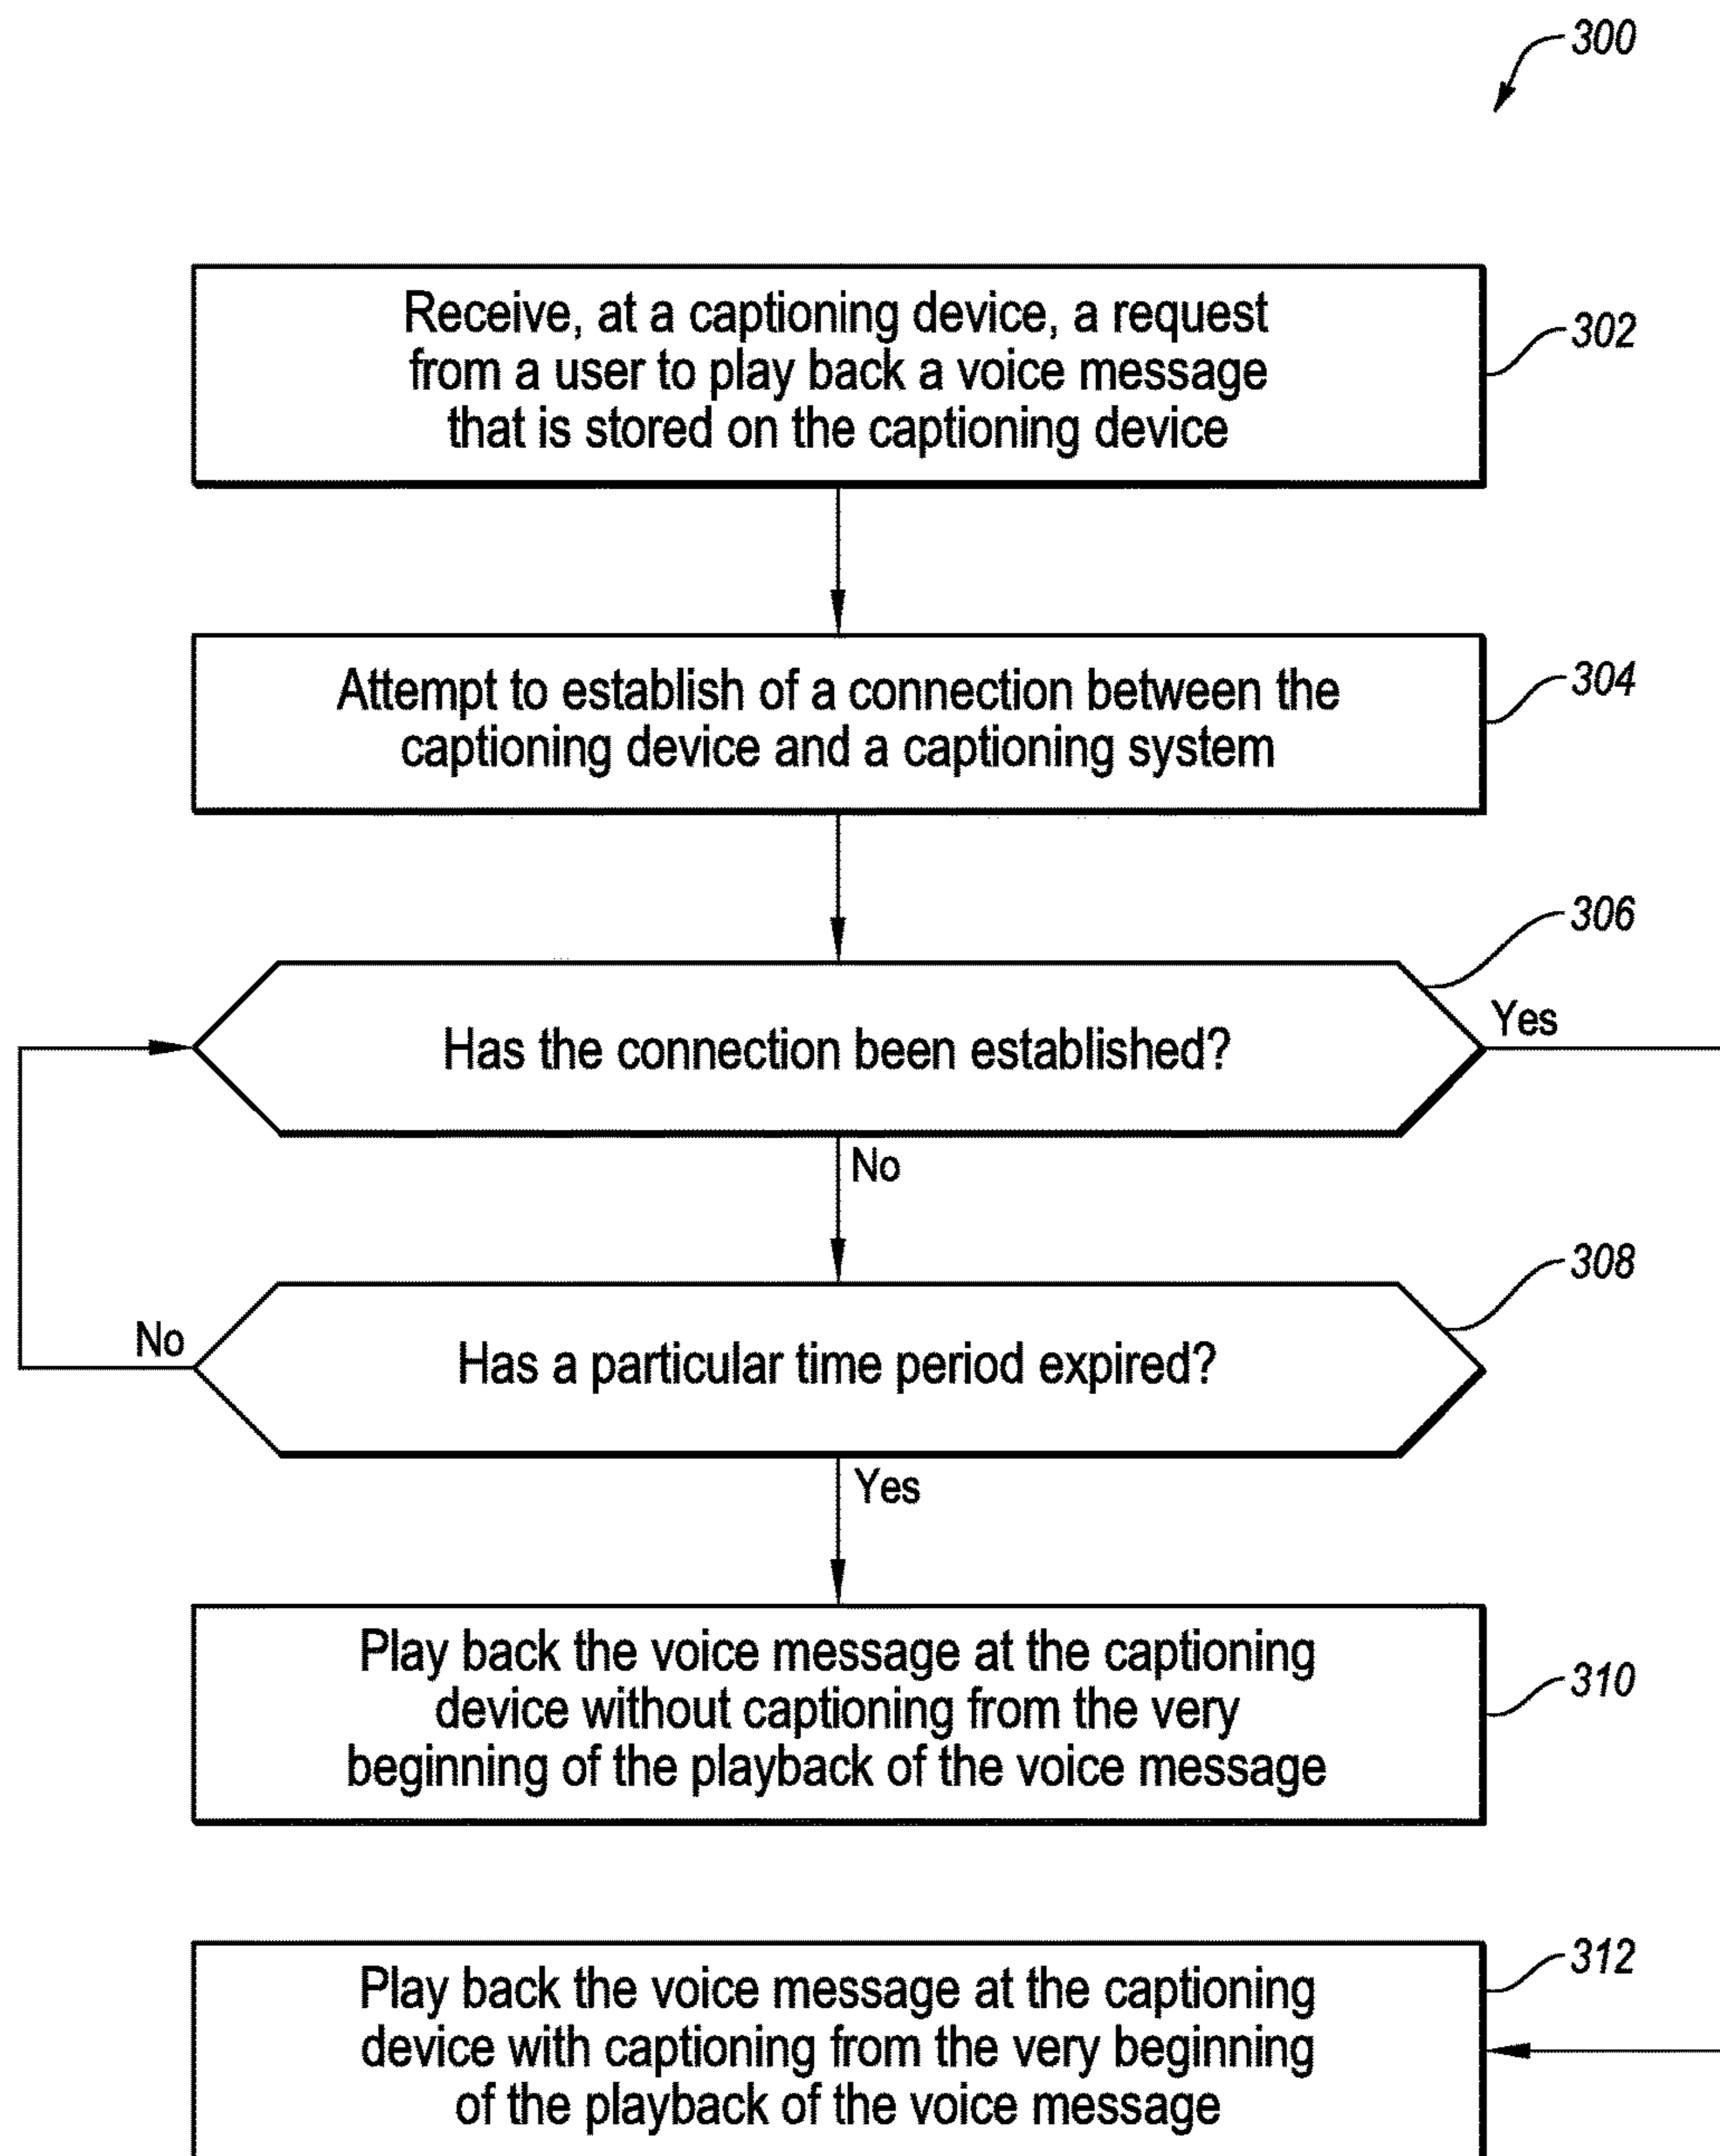 300
Receive, at a captioning device, a request
from a user to play back a voice message
that is stored on the captioning device
302
Attempt to establish of a connection between the
captioning device and a captioning system
304
306
Has the connection been established?
Yes
No
308
Has a particular time period expired?
No
Yes
Play back the voice message at the captioning
device without captioning from the very
beginning of the playback of the voice message
310
Play back the voice message at the captioning
device with captioning from the very beginning
of the playback of the voice message
312